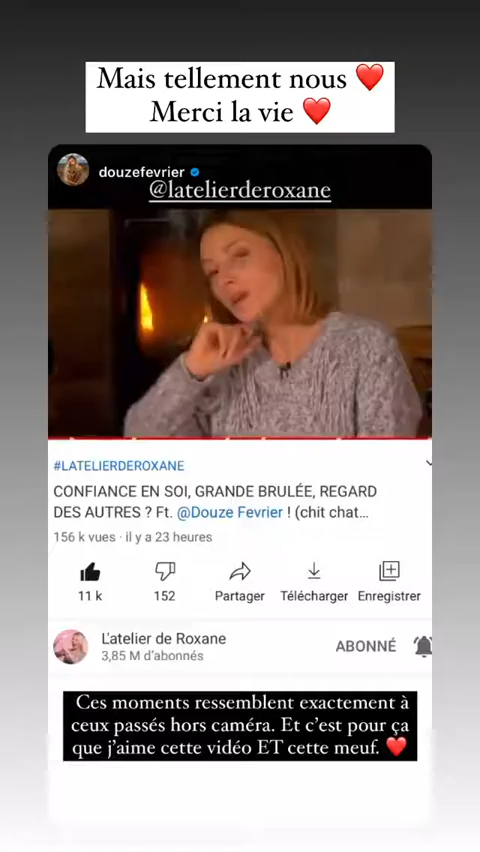 Mais tellement nous ❤️
Merci la vie ❤️
douzefevrier
@latelierderoxane
#LATELIERDEROXANE
CONFIANCE EN SOI, GRANDE BRULÉE, REGARD
DES AUTRES ? Ft. @Douze Fevrier ! (chit chat...
156 k vues · il y a 23 heures
11 k 152 Partager Télécharger Enregistrer
L'atelier de Roxane
ABONNÉ
3,85 M d'abonnés
Ces moments ressemblent exactement à
ceux passés hors caméra. Et c'est pour ça
que j'aime cette vidéo ET cette meuf. ❤️